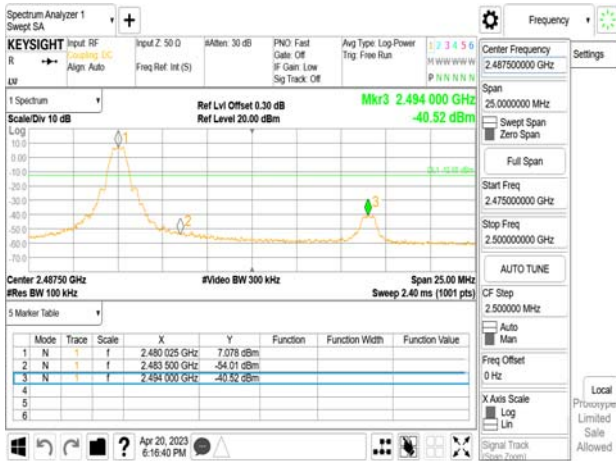 Spectrum Analyzer 1
Swept SA
Frequency
KEYSIGHT
Input: RF
Coupling: DC
Align: Auto
Input Z: 50 Ω
Freq Ref: Int (S)
#Atten: 30 dB
PNO: Fast
Gate: Off
IF Gain: Low
Sig Track: Off
Avg Type: Log-Power
Trig: Free Run
1 2 3 4 5 6
M W W W W W
P N N N N N
R
LVI
1 Spectrum
Scale/Div 10 dB
Ref Lvl Offset 0.30 dB
Ref Level 20.00 dBm
Mkr3 2.494 000 GHz
-40.52 dBm
Log
10.0
0.00
-10.0
-20.0
-30.0
-40.0
-50.0
-60.0
-70.0
1
2
3
Center 2.48750 GHz
#Res BW 100 kHz
#Video BW 300 kHz
Span 25.00 MHz
Sweep 2.40 ms (1001 pts)
5 Marker Table
Mode Trace Scale X Y Function Function Width Function Value
1 N 1 f 2.480 025 GHz 7.078 dBm
2 N 1 f 2.483 500 GHz -54.01 dBm
3 N 1 f 2.494 000 GHz -40.52 dBm
4
5
6
Apr 20, 2023
6:16:40 PM
Center Frequency
2.487500000 GHz
Settings
Span
25.0000000 MHz
Swept Span
Zero Span
Full Span
Start Freq
2.475000000 GHz
Stop Freq
2.500000000 GHz
AUTO TUNE
CF Step
2.500000 MHz
Auto
Man
Freq Offset
0 Hz
X Axis Scale
Log
Lin
Signal Track
(Span Zoom)
Local
Prototype
Limited
Sale
Allowed